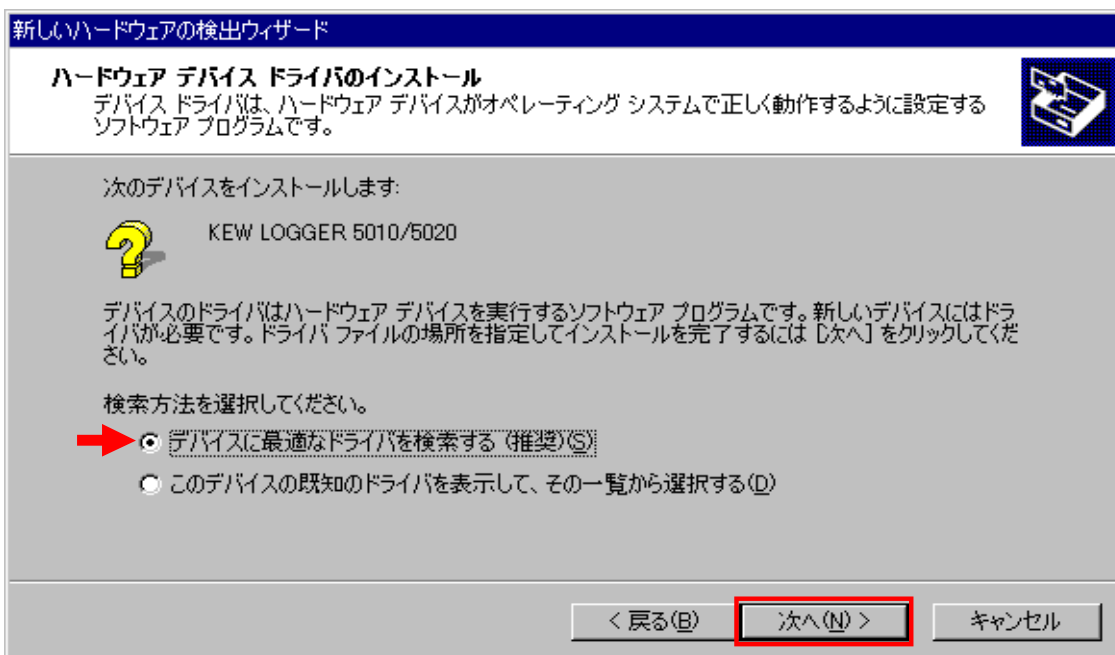 新しいハードウェアの検出ウィザード
ハードウェア デバイス ドライバのインストール
デバイス ドライバは、ハードウェア デバイスがオペレーティング システムで正しく動作するように設定する
ソフトウェア プログラムです。
次のデバイスをインストールします:
KEW LOGGER 5010/5020
デバイスのドライバはハードウェア デバイスを実行するソフトウェア プログラムです。新しいデバイスにはドラ
イバが必要です。ドライバ ファイルの場所を指定してインストールを完了するには [次へ] をクリックしてくだ
さい。
検索方法を選択してください。
デバイスに最適なドライバを検索する (推奨)(S)
このデバイスの既知のドライバを表示して、その一覧から選択する(D)
< 戻る(B)
次へ(N) >
キャンセル